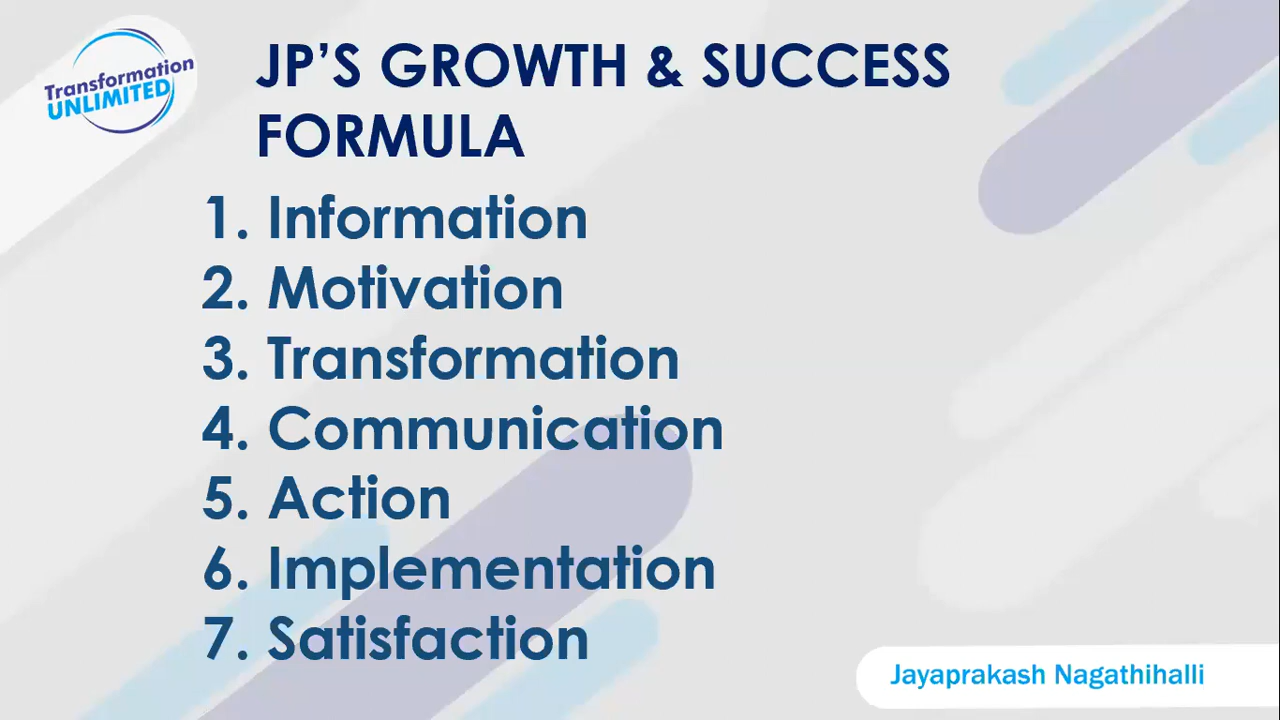 Transformation
UNLIMITED
JP’S GROWTH & SUCCESS
FORMULA
1. Information
2. Motivation
3. Transformation
4. Communication
5. Action
6. Implementation
7. Satisfaction
Jayaprakash Nagathihalli